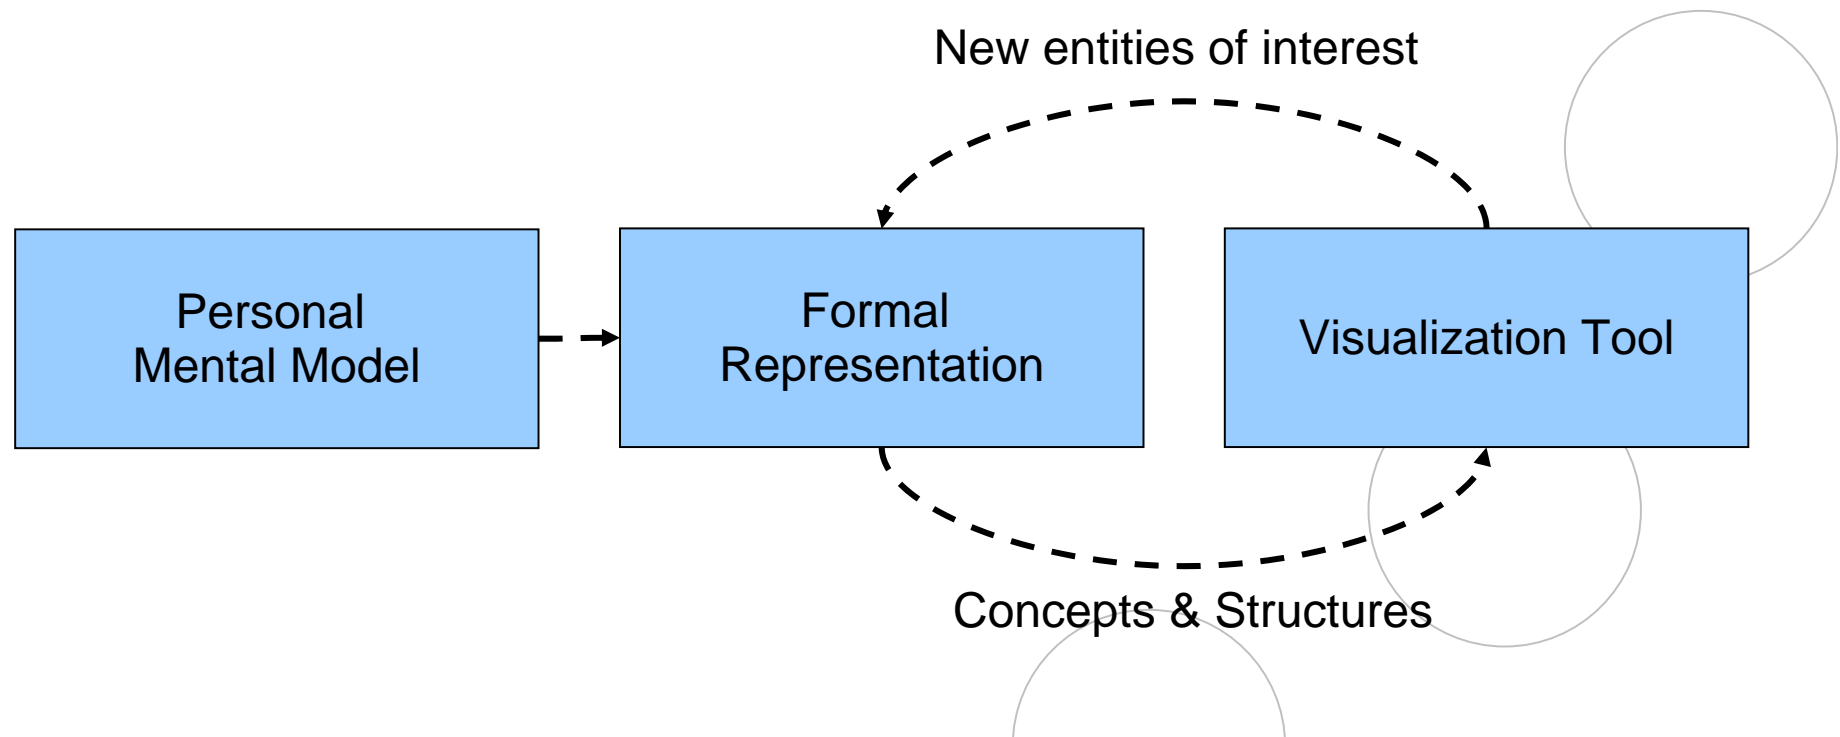 New entities of interest
Personal
Mental Model
Formal
Representation
Visualization Tool
Concepts & Structures